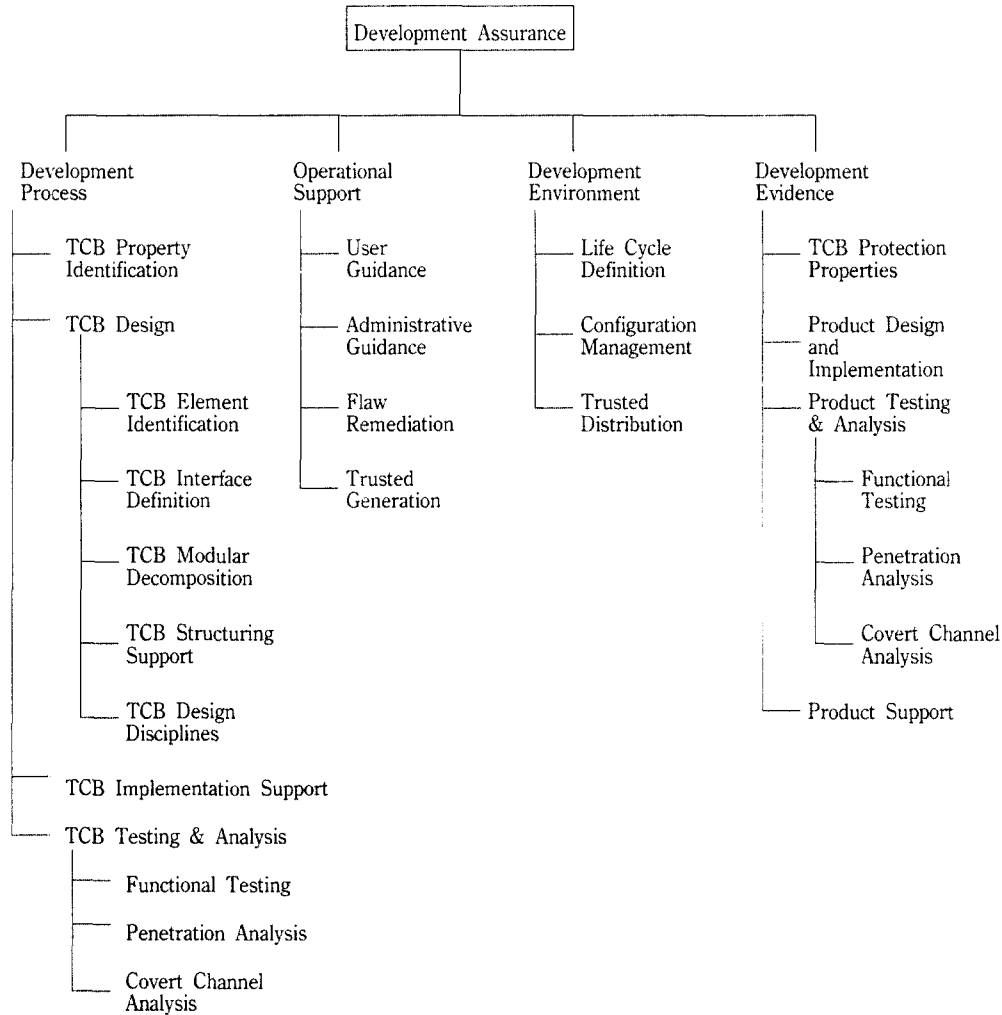 Development Assurance
Development
Process
TCB Property
Identification
TCB Design
TCB Element
Identification
TCB Interface
Definition
TCB Modular
Decomposition
TCB Structuring
Support
TCB Design
Disciplines
TCB Implementation Support
TCB Testing & Analysis
Functional Testing
Penetration Analysis
Covert Channel
Analysis
Operational
Support
User
Guidance
Administrative
Guidance
Flaw
Remediation
Trusted
Generation
Development
Environment
Life Cycle
Definition
Configuration
Management
Trusted
Distribution
Development
Evidence
TCB Protection
Properties
Product Design
and
Implementation
Product Testing
& Analysis
Functional
Testing
Penetration
Analysis
Covert Channel
Analysis
Product Support